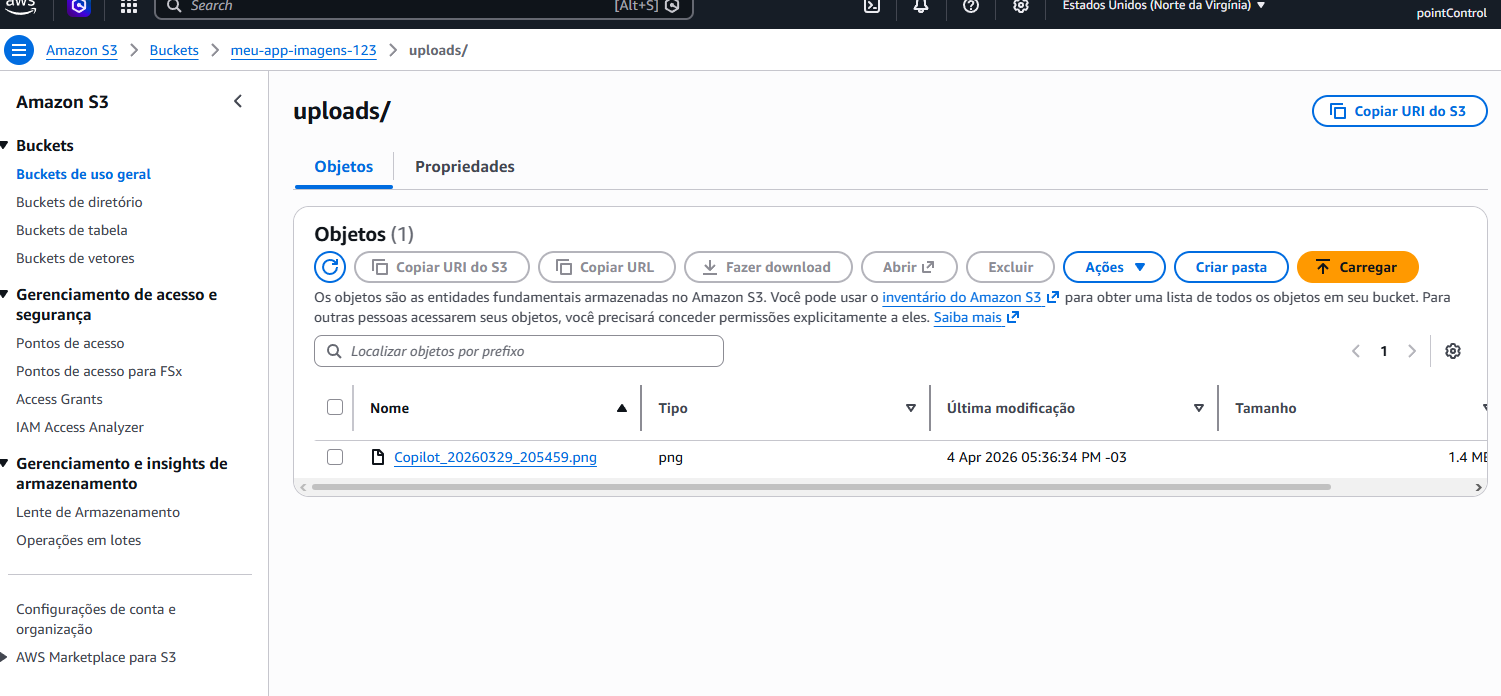 aws
Search
[Alt+S]
Estados Unidos (Norte da Virgínia)
pointControl
Amazon S3
Buckets
meu-app-imagens-123
uploads/
Amazon S3
Buckets
Buckets de uso geral
Buckets de diretório
Buckets de tabela
Buckets de vetores
Gerenciamento de acesso e
segurança
Pontos de acesso
Pontos de acesso para FSx
Access Grants
IAM Access Analyzer
Gerenciamento e insights de
armazenamento
Lente de Armazenamento
Operações em lotes
Configurações de conta e
organização
AWS Marketplace para S3
uploads/
Copiar URI do S3
Objetos
Propriedades
Objetos (1)
Copiar URI do S3
Copiar URL
Fazer download
Abrir
Excluir
Ações
Criar pasta
Carregar
Os objetos são as entidades fundamentais armazenadas no Amazon S3. Você pode usar o inventário do Amazon S3 para obter uma lista de todos os objetos em seu bucket. Para
outras pessoas acessarem seus objetos, você precisará conceder permissões explicitamente a eles. Saiba mais
Localizar objetos por prefixo
1
Nome
Tipo
Última modificação
Tamanho
Copilot_20260329_205459.png
png
4 Apr 2026 05:36:34 PM -03
1.4 MB